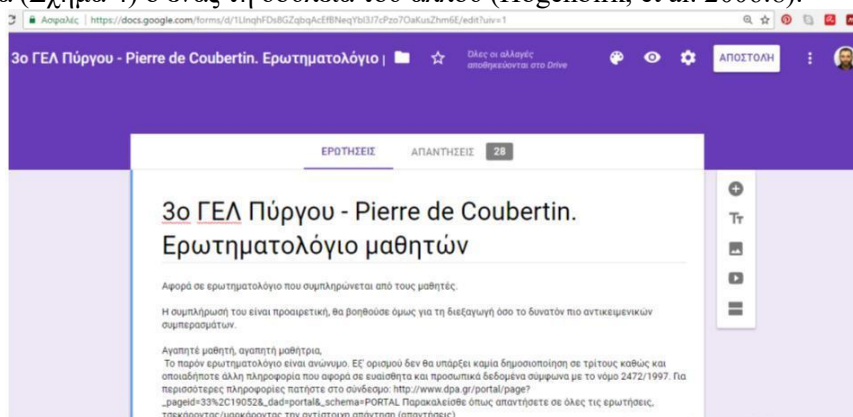 Ασφαλές | https://docs.google.com/forms/d/
3ο ΓΕΛ Πύργου - Pierre de Coubertin. Ερωτηματολόγιο
Όλες οι αλλαγές
αποθηκεύονται στο Drive
ΑΠΟΣΤΟΛΗ
ΕΡΩΤΗΣΕΙΣ ΑΠΑΝΤΗΣΕΙΣ 28
3ο ΓΕΛ Πύργου - Pierre de Coubertin.
Ερωτηματολόγιο μαθητών
Αφορά σε ερωτηματολόγιο που συμπληρώνεται από τους μαθητές.
Η συμπλήρωσή του είναι προαιρετική, θα βοηθούσε όμως για τη διεξαγωγή όσο το δυνατόν πιο αντικειμενικών
συμπερασμάτων.
Αγαπητέ μαθητή, αγαπητή μαθήτρια,
Το παρόν ερωτηματολόγιο είναι ανώνυμο. Εξ' ορισμού δεν θα υπάρξει καμία δημοσιοποίηση σε τρίτους καθώς και
οποιαδήποτε άλλη πληροφορία που αφορά σε ευαίσθητα και προσωπικά δεδομένα σύμφωνα με το νόμο 2472/1997. Για
περισσότερες πληροφορίες πατήστε στο σύνδεσμο: http://www.dpa.gr/portal/page?
_pageid=33%2C19052&_dad=portal&_schema=PORTAL Παρακαλείσθε όπως απαντήσετε σε όλες τις ερωτήσεις,
τσεκάροντας/μαρκάροντας την αντίστοιχη απάντηση (απαντήσεις)